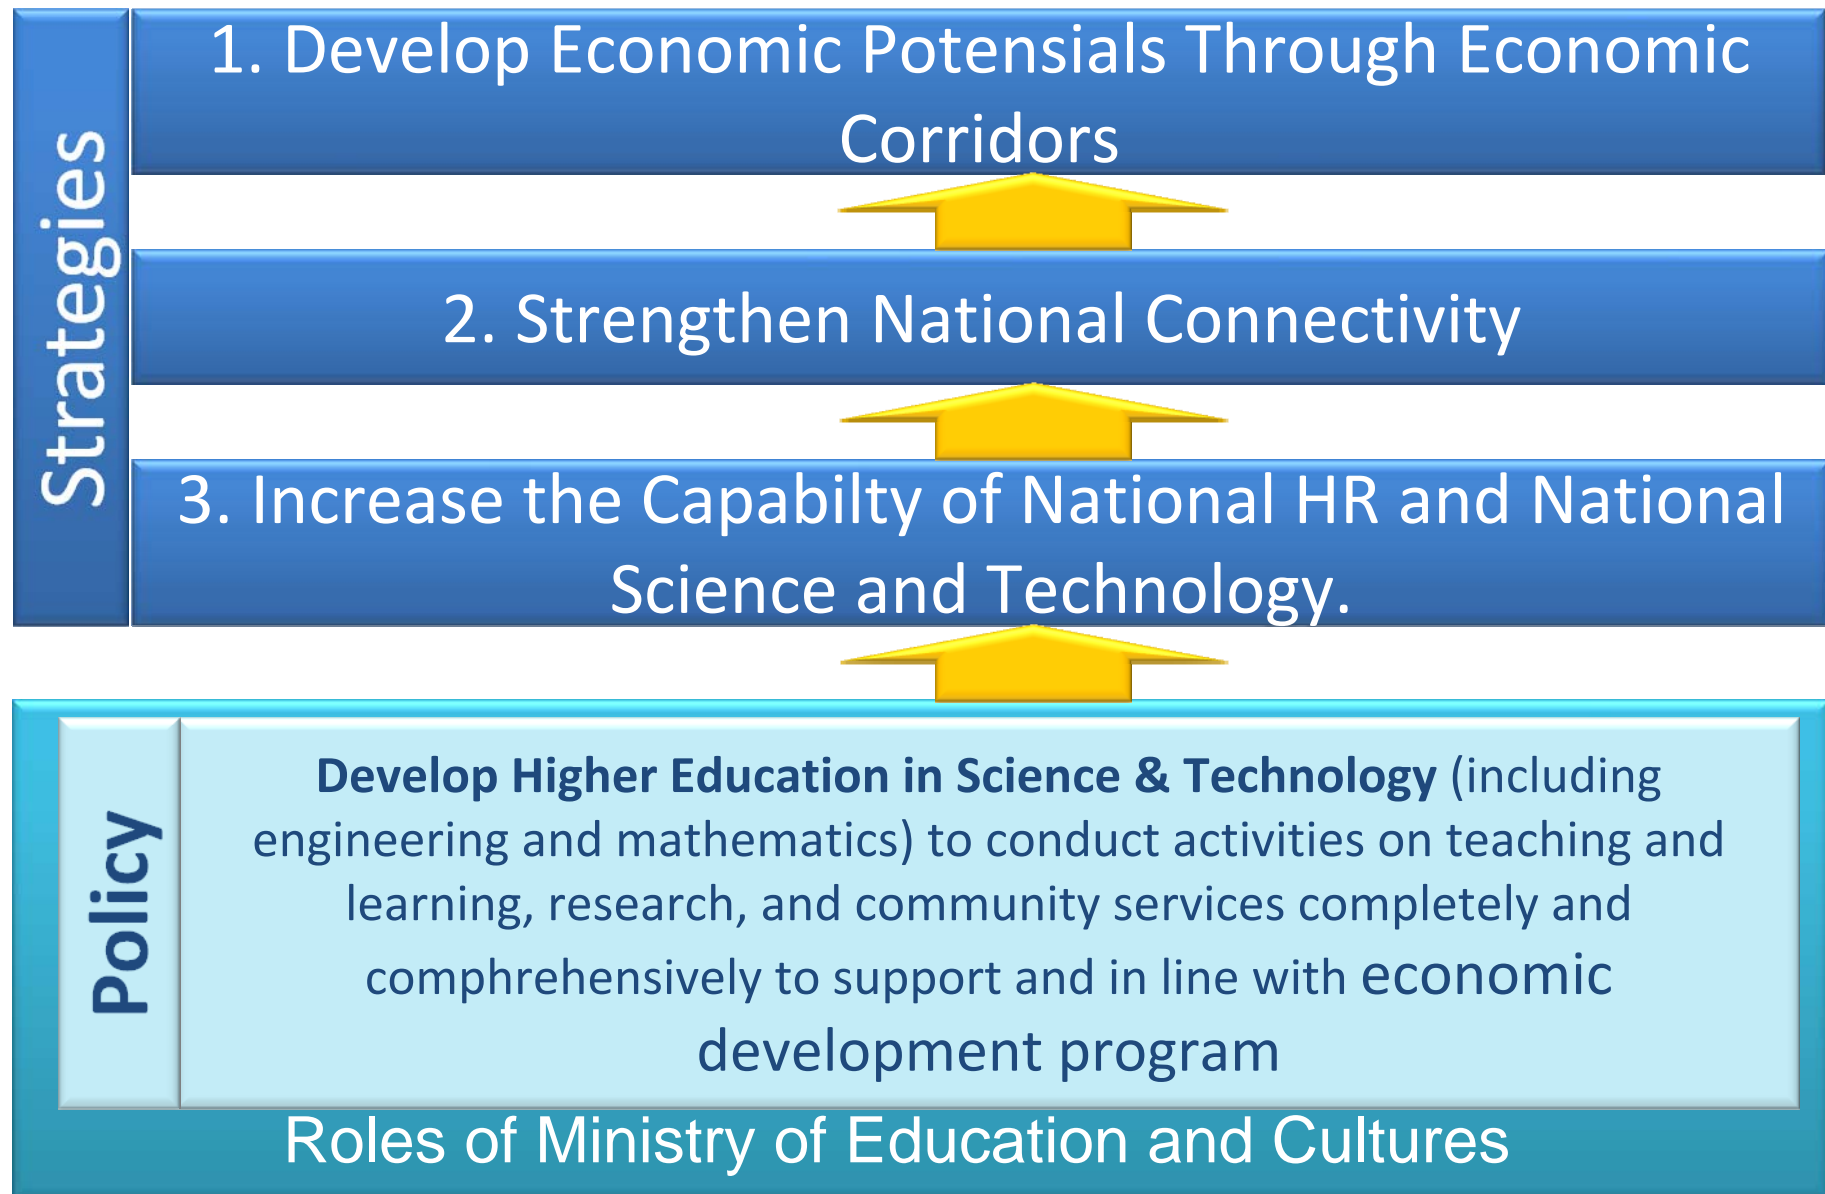 Strategies
1. Develop Economic Potensials Through Economic
Corridors
2. Strengthen National Connectivity
3. Increase the Capabilty of National HR and National
Science and Technology.
Policy
Develop Higher Education in Science & Technology (including
engineering and mathematics) to conduct activities on teaching and
learning, research, and community services completely and
comphrehensively to support and in line with economic
development program
Roles of Ministry of Education and Cultures